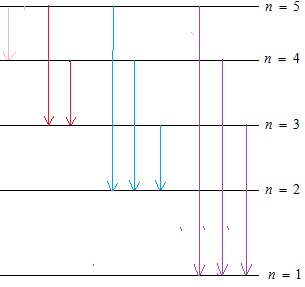 n = 5
n = 4
n = 3
n = 2
n = 1